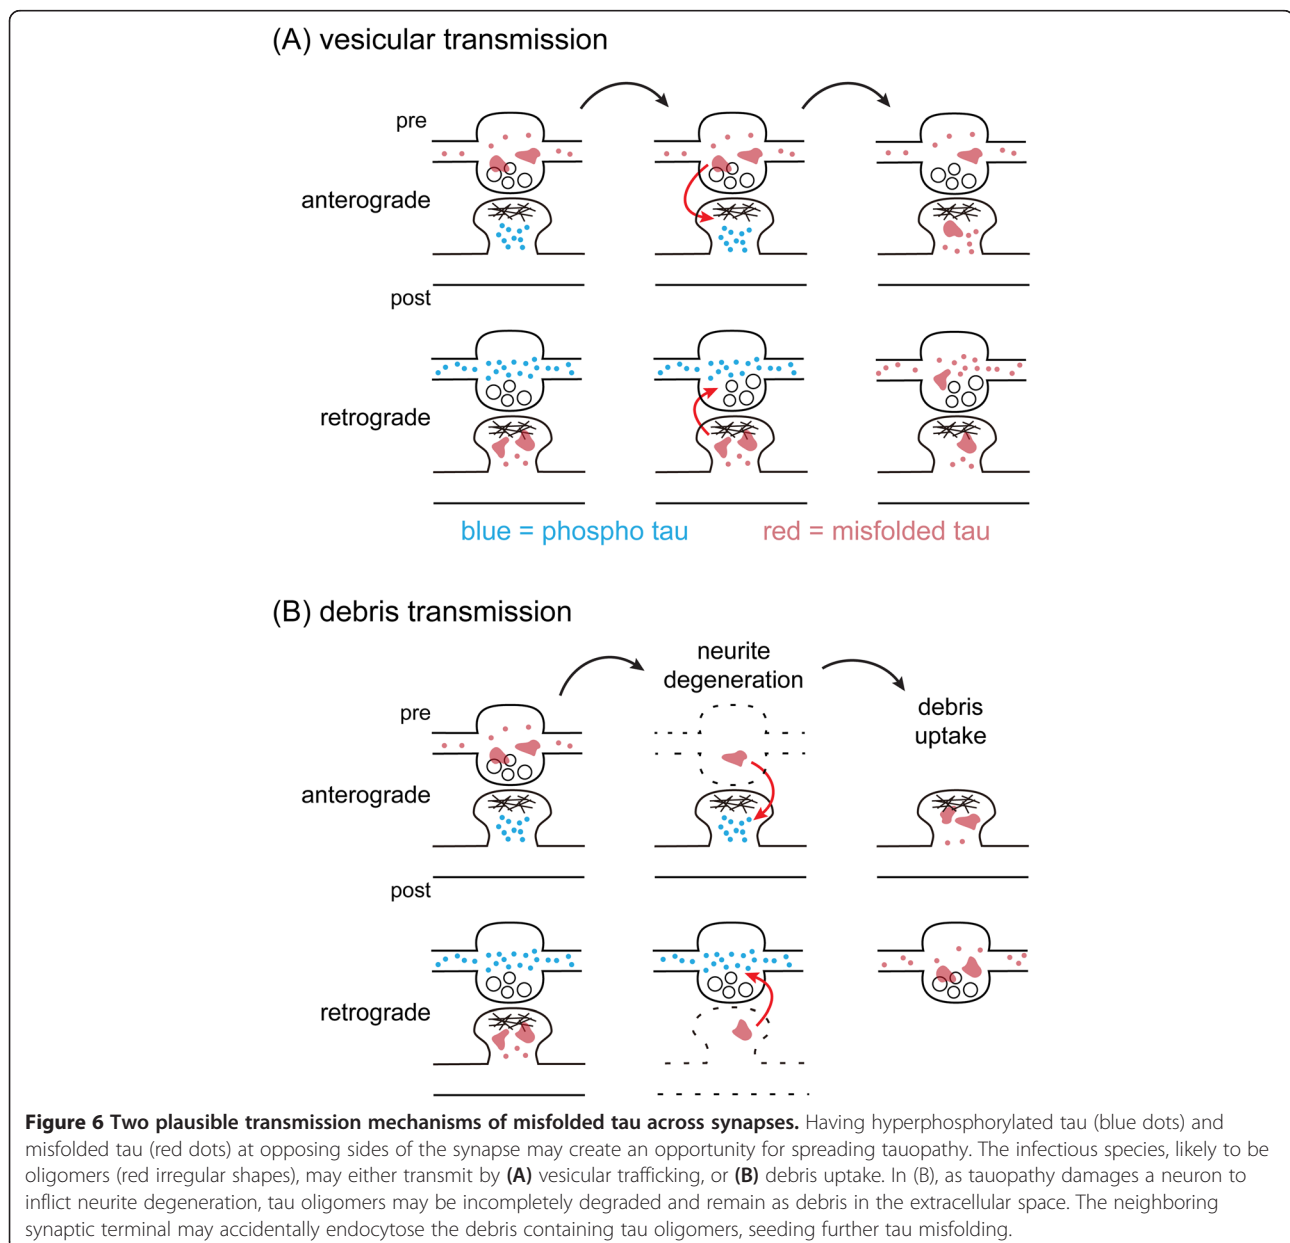 (A) vesicular transmission
pre
anterograde
post
retrograde
blue = phospho tau
red = misfolded tau
(B) debris transmission
neurite
degeneration
debris
uptake
pre
anterograde
post
retrograde
Figure 6 Two plausible transmission mechanisms of misfolded tau across synapses. Having hyperphosphorylated tau (blue dots) and
misfolded tau (red dots) at opposing sides of the synapse may create an opportunity for spreading tauopathy. The infectious species, likely to be
oligomers (red irregular shapes), may either transmit by (A) vesicular trafficking, or (B) debris uptake. In (B), as tauopathy damages a neuron to
inflict neurite degeneration, tau oligomers may be incompletely degraded and remain as debris in the extracellular space. The neighboring
synaptic terminal may accidentally endocytose the debris containing tau oligomers, seeding further tau misfolding.